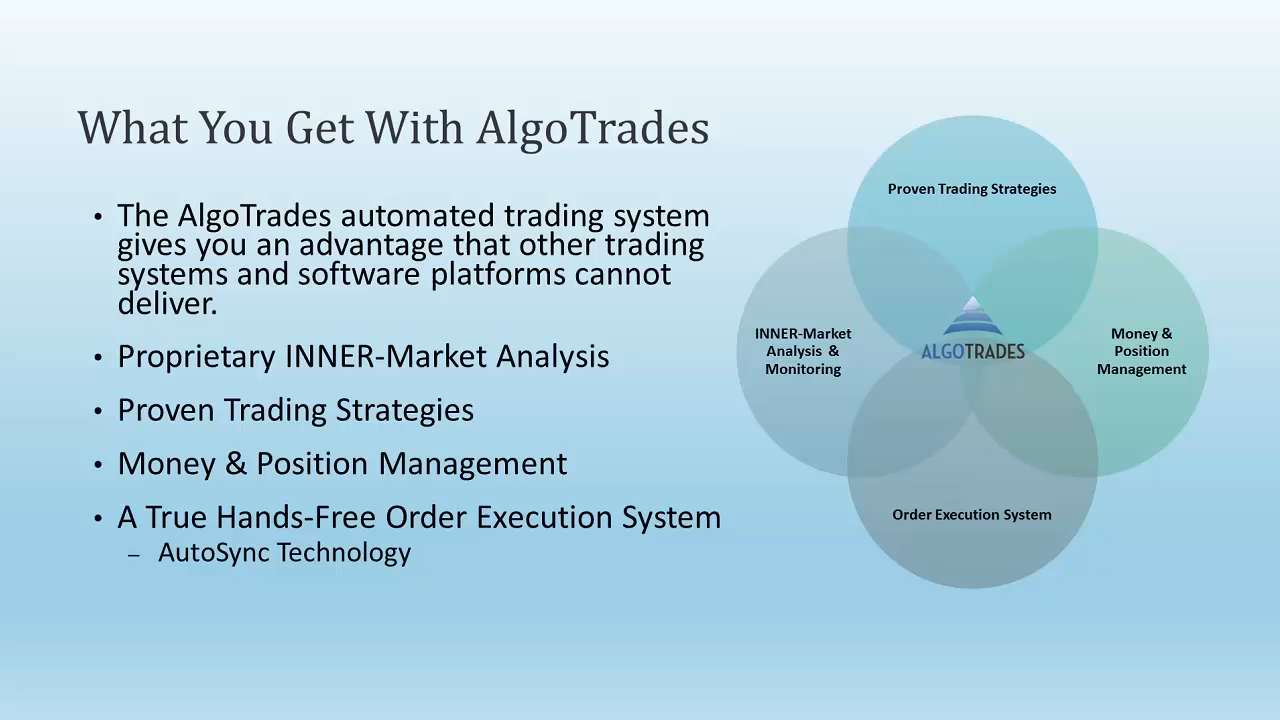 What You Get With AlgoTrades
• The AlgoTrades automated trading system
gives you an advantage that other trading
systems and software platforms cannot
deliver.
• Proprietary INNER-Market Analysis
• Proven Trading Strategies
• Money & Position Management
• A True Hands-Free Order Execution System
– AutoSync Technology
Proven Trading Strategies
INNER-Market
Analysis &
Monitoring
ALGOTRADES
Money &
Position
Management
Order Execution System